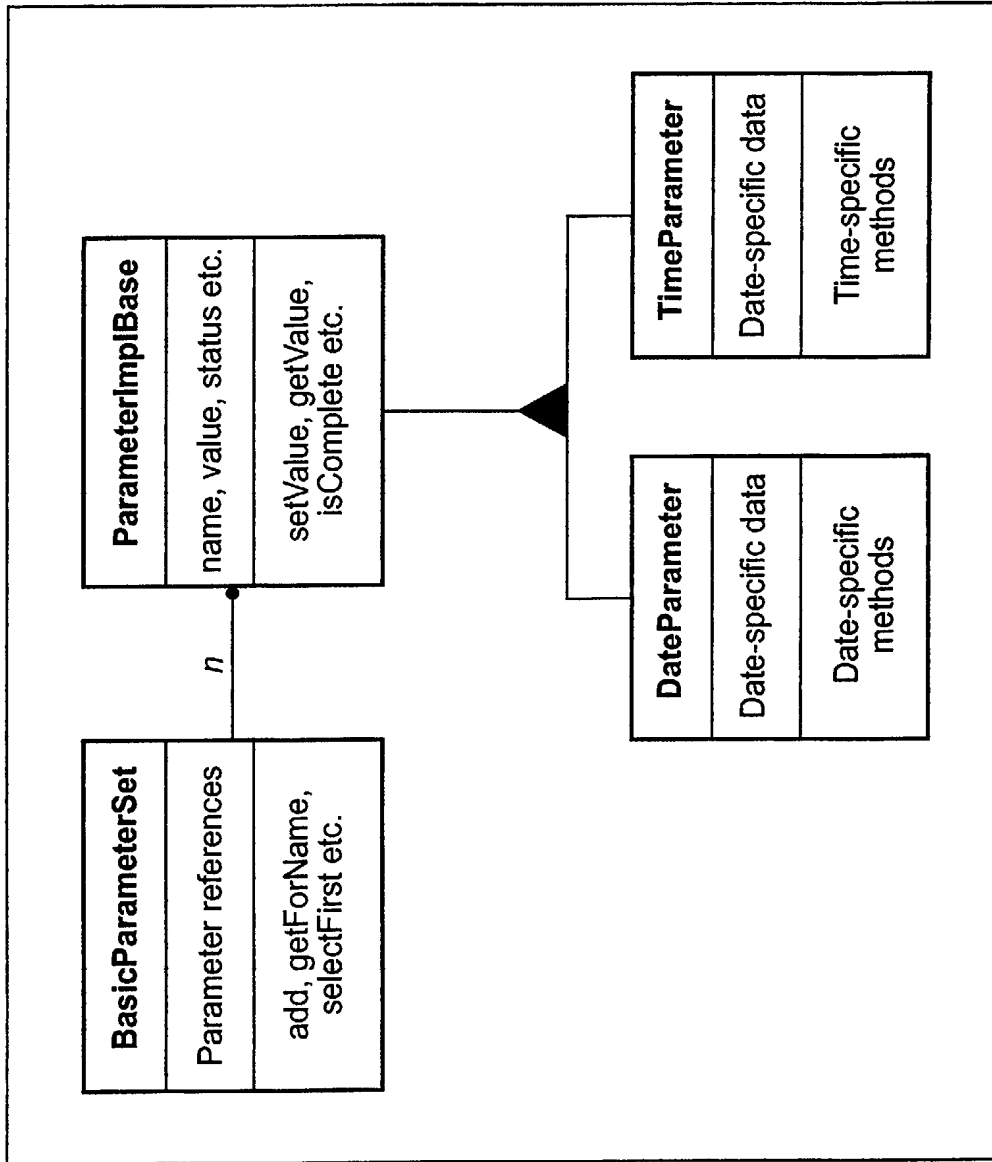 BasicParameterSet
Parameter references
add, getForName,
selectFirst etc.
n
ParameterImplBase
name, value, status etc.
setValue, getValue,
isComplete etc.
DateParameter
Date-specific data
Date-specific
methods
TimeParameter
Date-specific data
Time-specific
methods